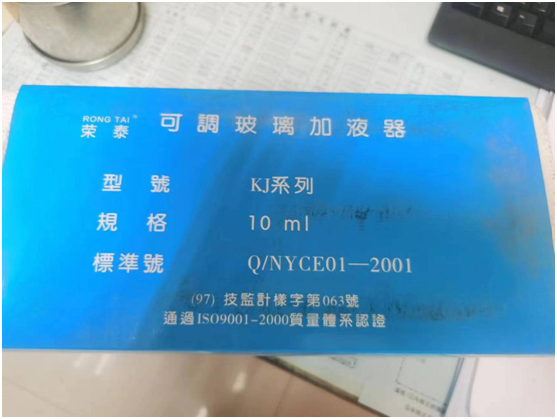 RONG TAI®
荣泰 可調玻璃加液器
型號 KJ系列
規格 10 ml
標準號 Q/NYCE01—2001
(97) 技監計樣字第063號
通過ISO9001-2000質量體系認證